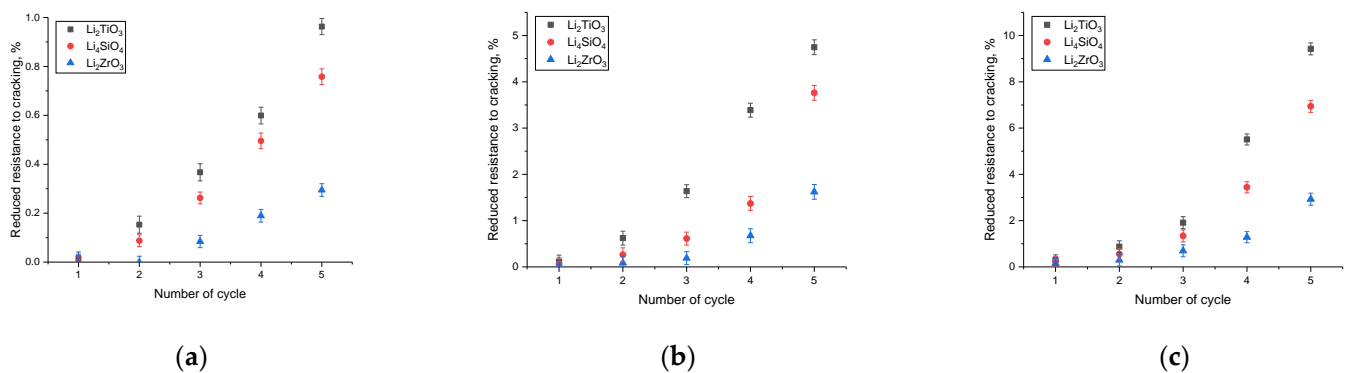 Reduced resistance to cracking, %
1.0
0.8
0.6
0.4
0.2
0.0
Li₂TiO₃
Li₄SiO₄
Li₂ZrO₃
1 2 3 4 5
Number of cycle
(a)
Reduced resistance to cracking, %
5
4
3
2
1
0
Li₂TiO₃
Li₄SiO₄
Li₂ZrO₃
1 2 3 4 5
Number of cycle
(b)
Reduced resistance to cracking, %
10
8
6
4
2
0
Li₂TiO₃
Li₄SiO₄
Li₂ZrO₃
1 2 3 4 5
Number of cycle
(c)